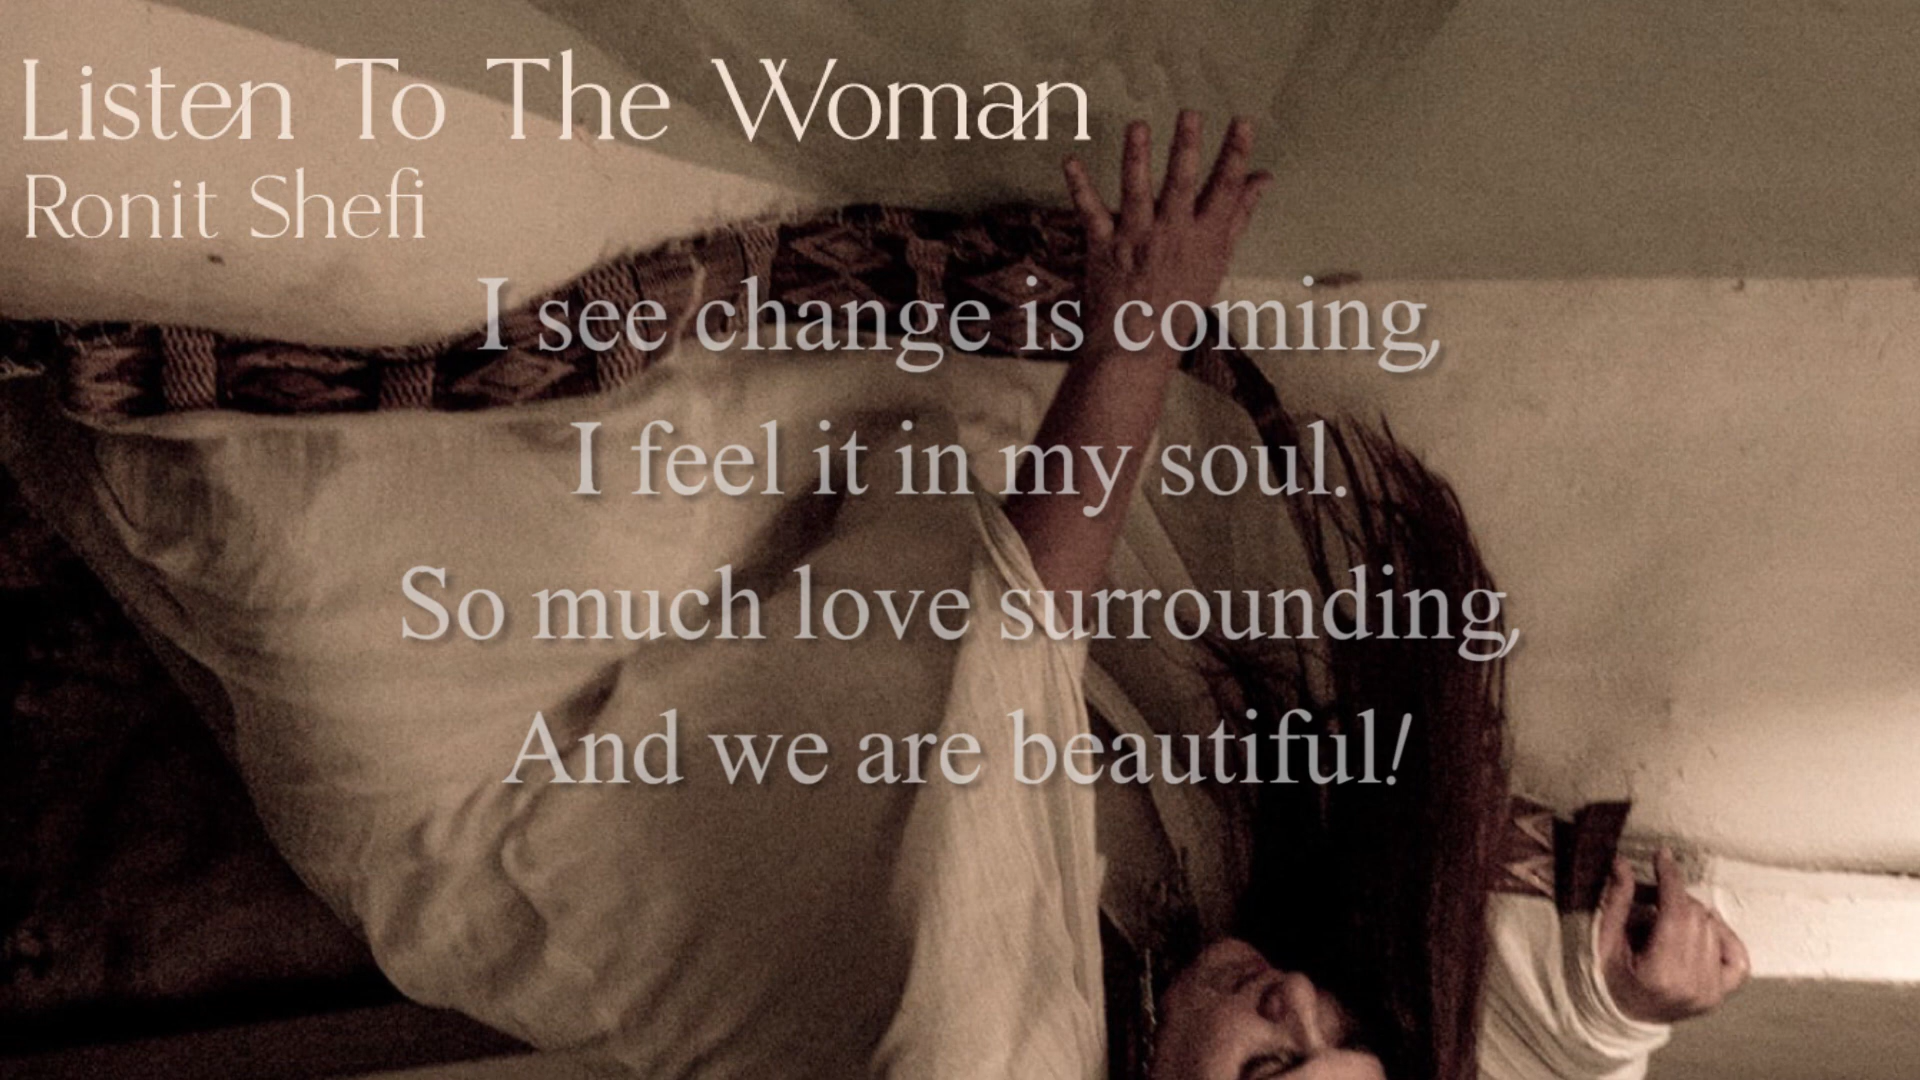 Listen To The Woman
Ronit Shefi
I see change is coming,
I feel it in my soul.
So much love surrounding,
And we are beautiful!